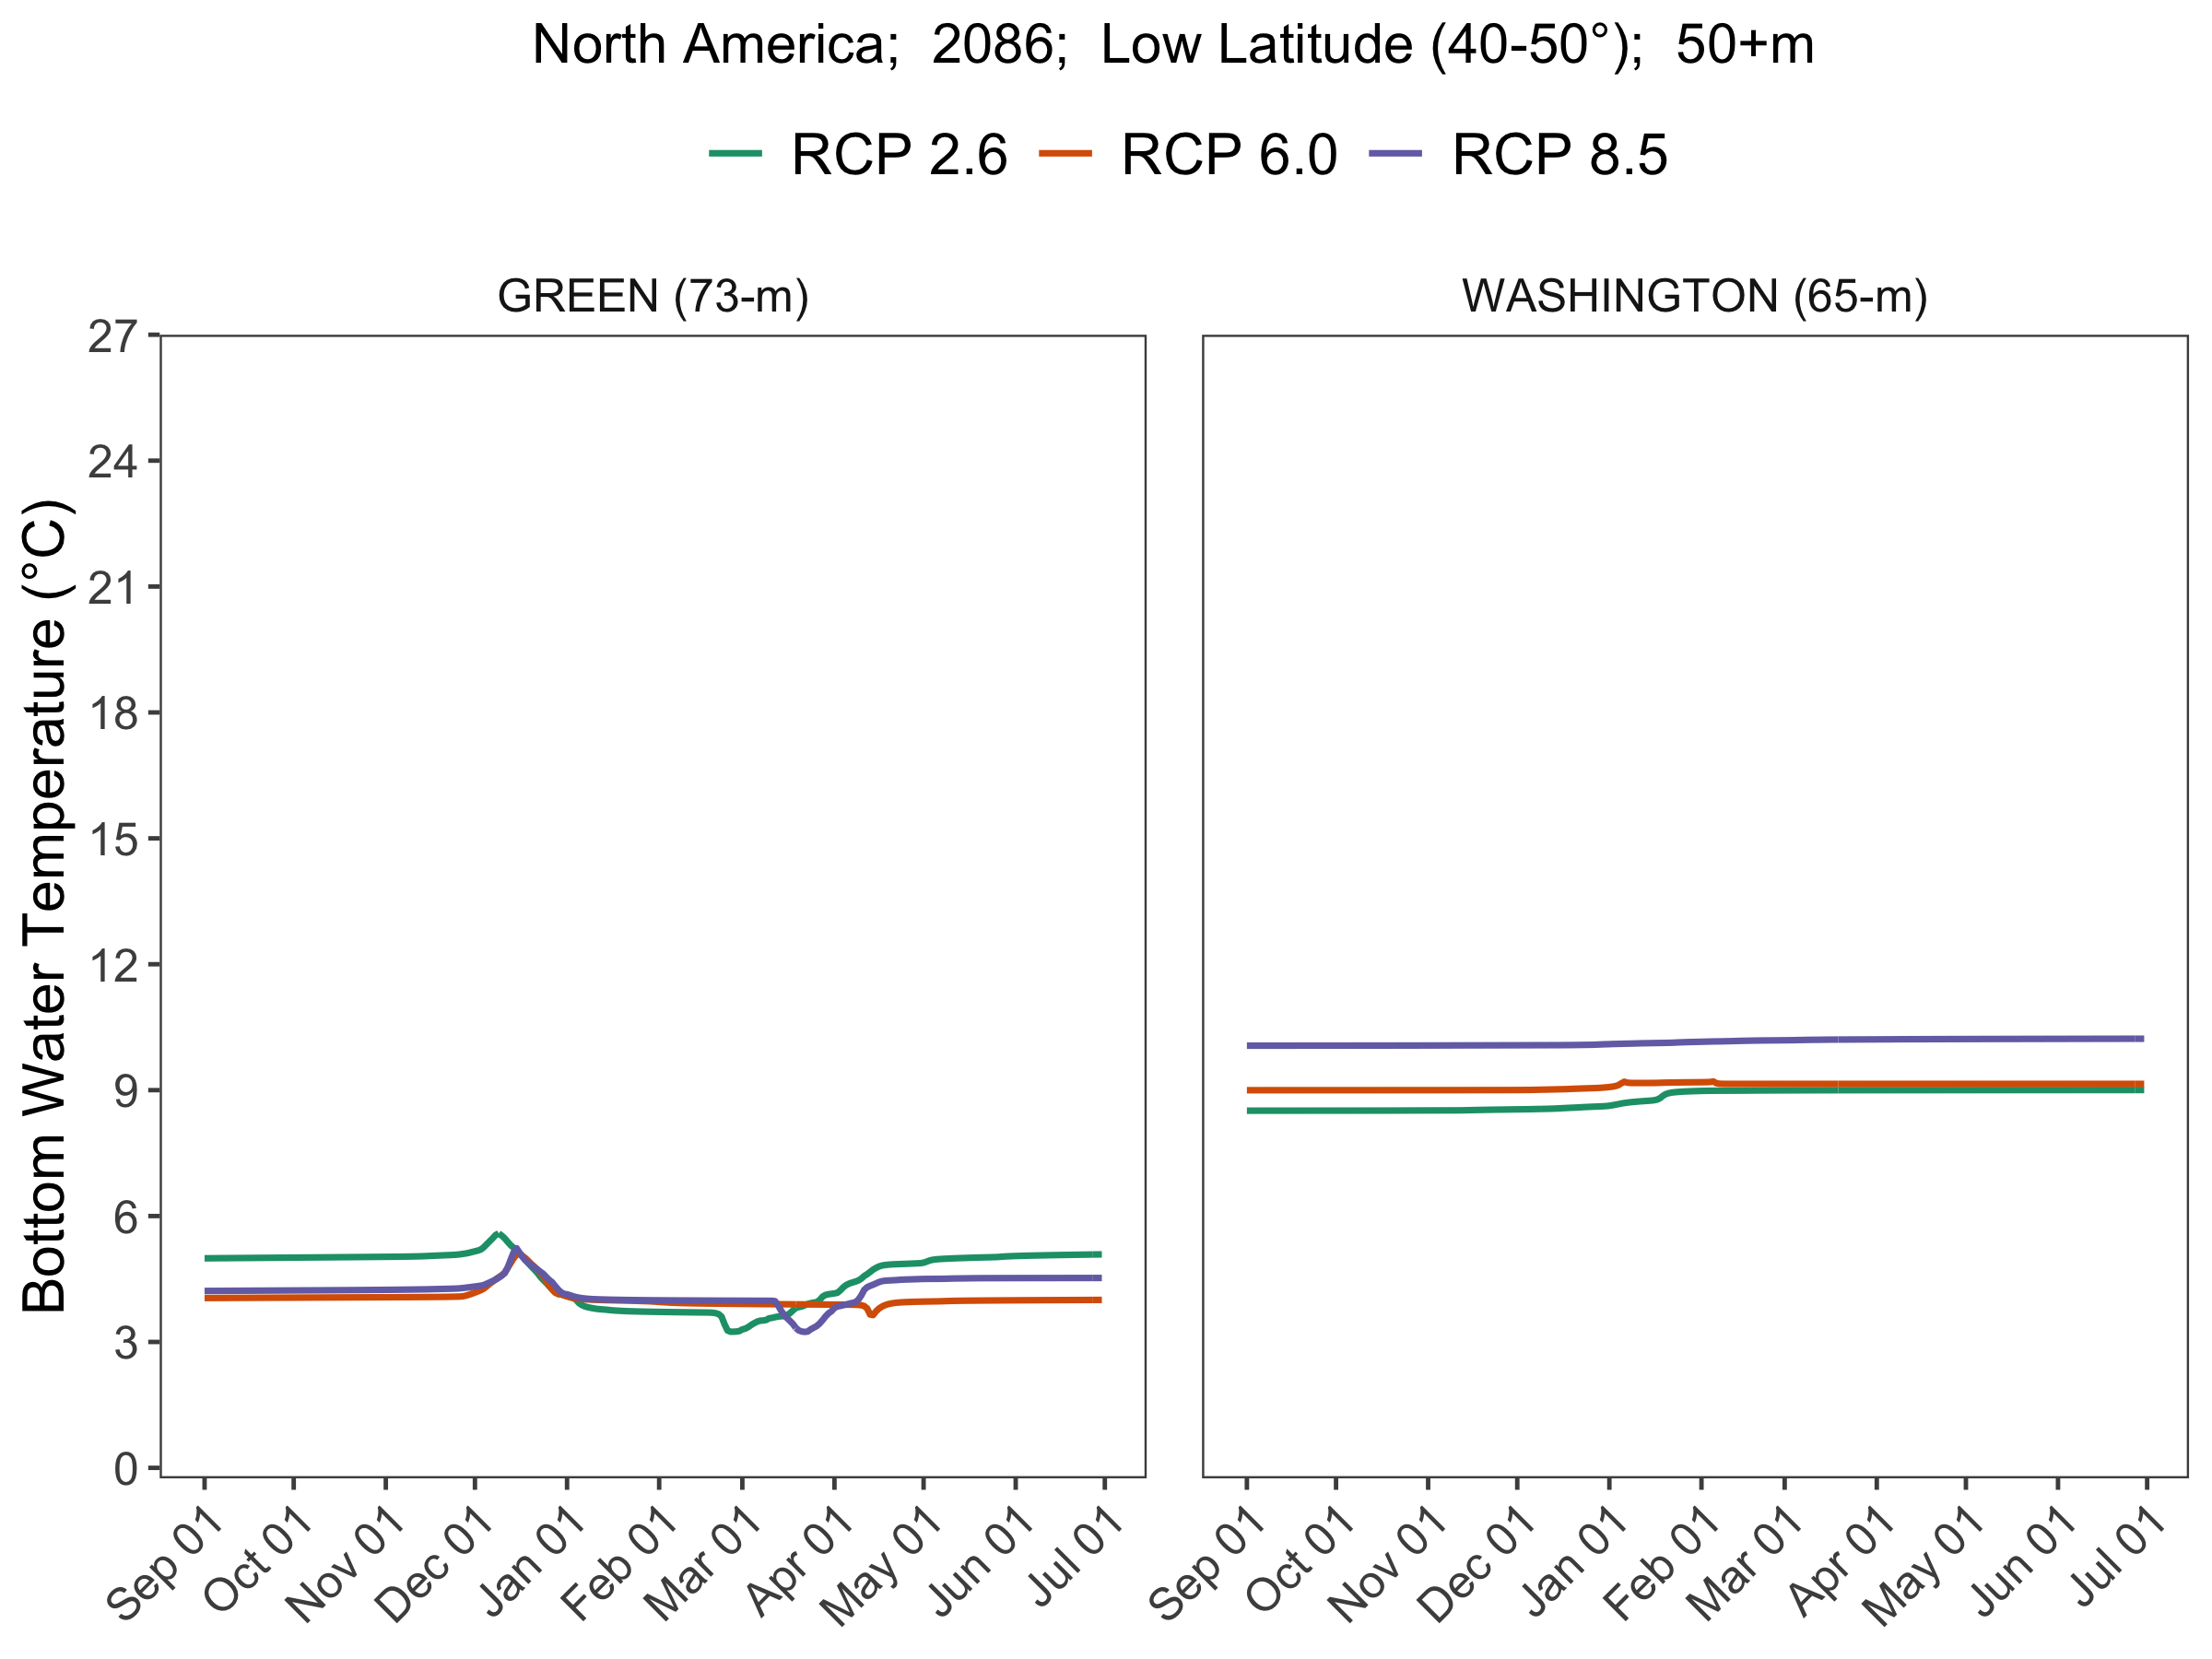 North America; 2086; Low Latitude (40-50°); 50+m
RCP 2.6 RCP 6.0 RCP 8.5
GREEN (73-m) WASHINGTON (65-m)
Bottom Water Temperature (°C)
27
24
21
18
15
12
9
6
3
0
Sep 01 Oct 01 Nov 01 Dec 01 Jan 01 Feb 01 Mar 01 Apr 01 May 01 Jun 01 Jul 01 Sep 01 Oct 01 Nov 01 Dec 01 Jan 01 Feb 01 Mar 01 Apr 01 May 01 Jun 01 Jul 01